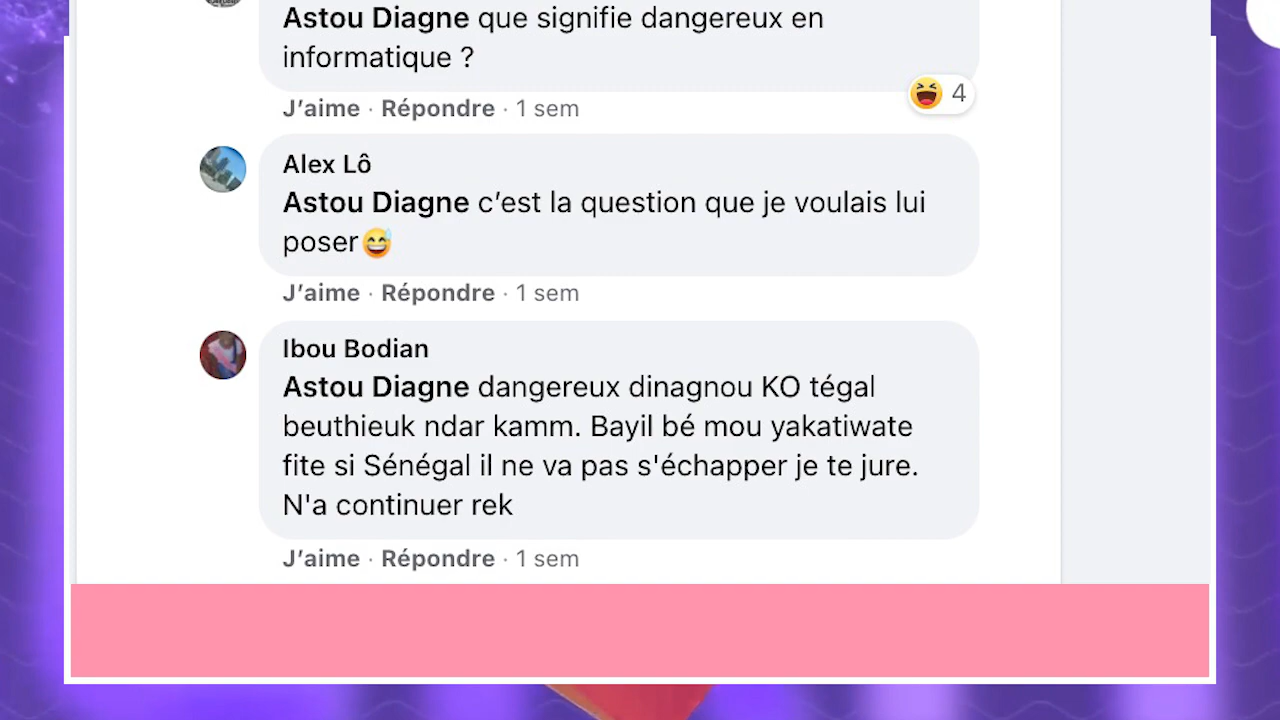 Astou Diagne que signifie dangereux en
informatique ?
4
J’aime · Répondre · 1 sem
Alex Lô
Astou Diagne c’est la question que je voulais lui
poser😅
J’aime · Répondre · 1 sem
Ibou Bodian
Astou Diagne dangereux dinagnou KO tégal
beuthieuk ndar kamm. Bayil bé mou yakatiwate
fite si Sénégal il ne va pas s'échapper je te jure.
N'a continuer rek
J’aime · Répondre · 1 sem